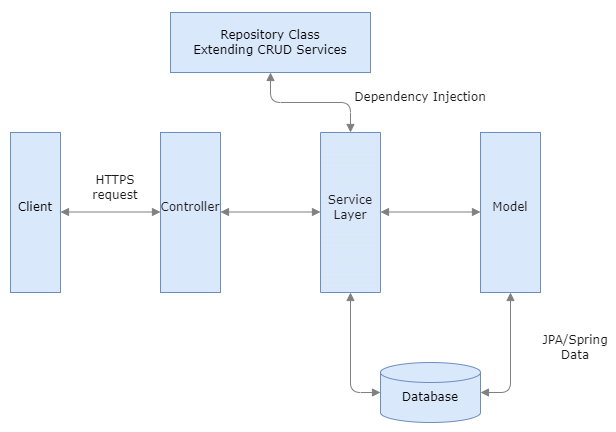 Repository Class
Extending CRUD Services
Dependency Injection
HTTPS
request
Client
Controller
Service
Layer
Model
JPA/Spring
Data
Database